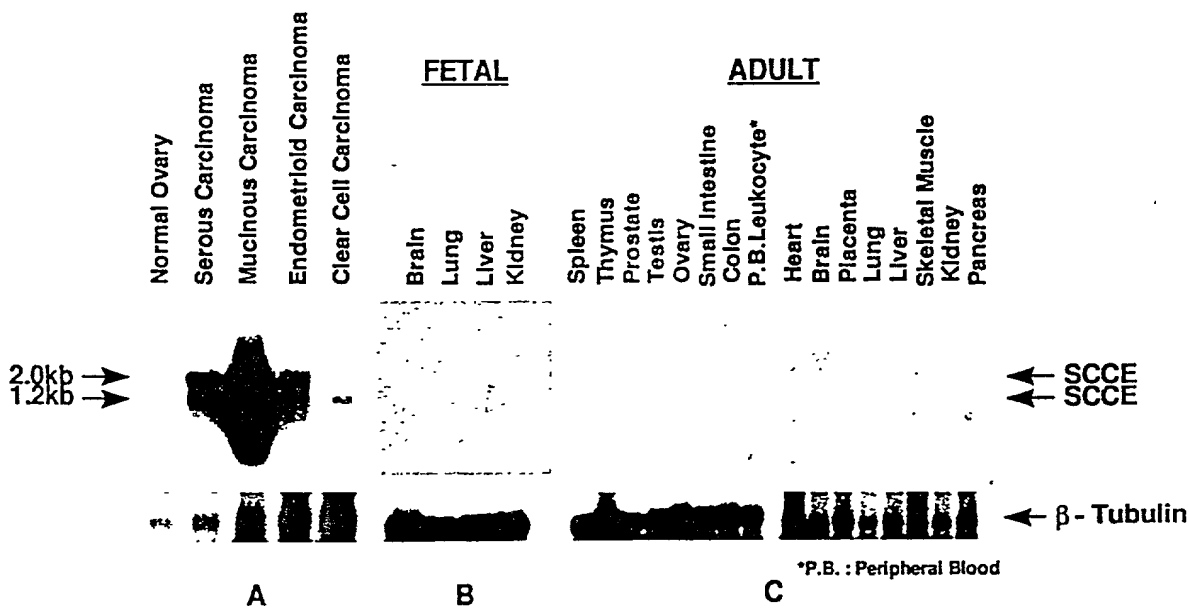 FETAL
ADULT
Normal Ovary
Serous Carcinoma
Mucinous Carcinoma
Endometrioid Carcinoma
Clear Cell Carcinoma
Brain
Lung
Liver
Kidney
Spleen
Thymus
Prostate
Testis
Ovary
Small Intestine
Colon
P.B.Leukocyte*
Heart
Brain
Placenta
Lung
Liver
Skeletal Muscle
Kidney
Pancreas
2.0kb
1.2kb
SCCE
SCCE
β - Tubulin
*P.B. : Peripheral Blood
A
B
C